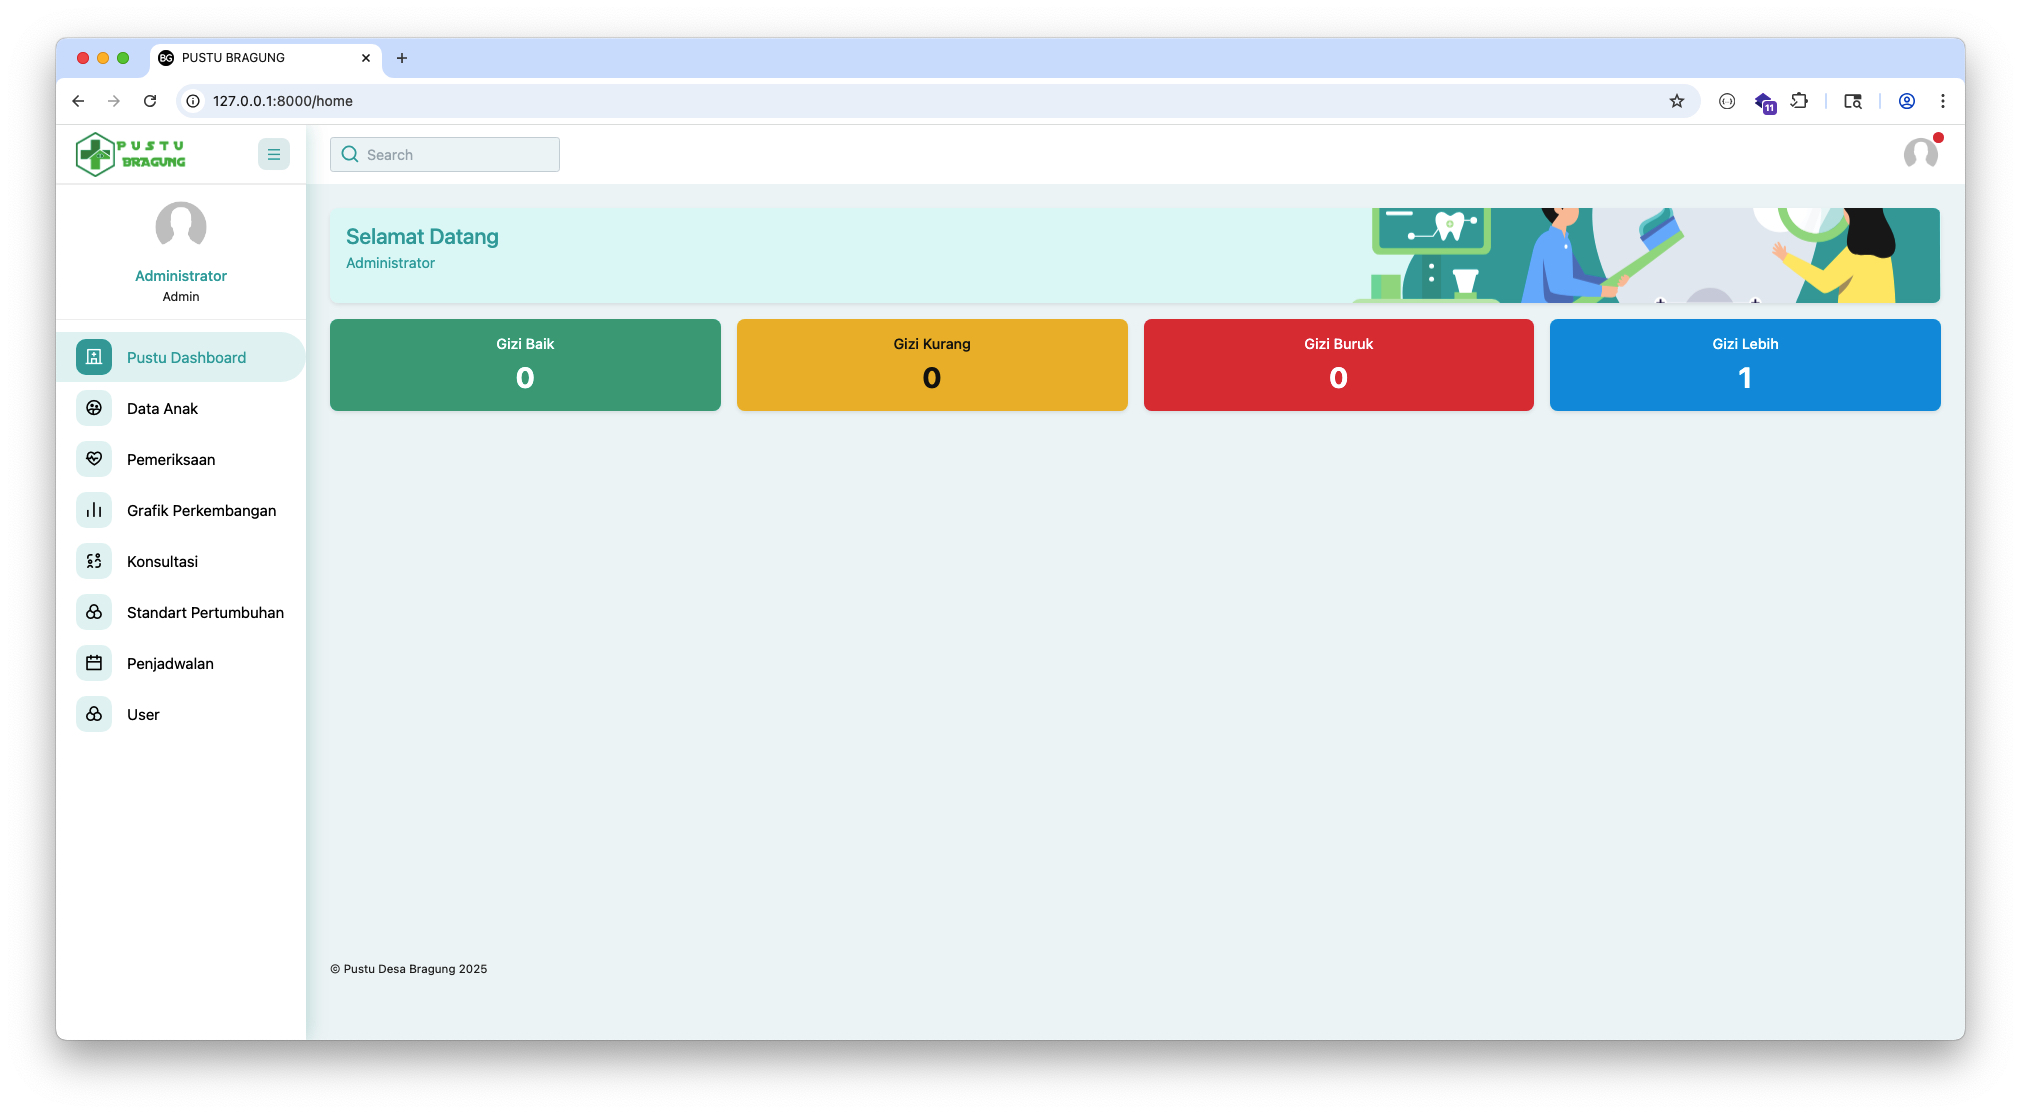 BG PUSTU BRAGUNG
127.0.0.1:8000/home
11
PUSTU
BRAGUNG
Search
Administrator
Admin
Selamat Datang
Administrator
Gizi Baik
0
Gizi Kurang
0
Gizi Buruk
0
Gizi Lebih
1
Pustu Dashboard
Data Anak
Pemeriksaan
Grafik Perkembangan
Konsultasi
Standart Pertumbuhan
Penjadwalan
User
© Pustu Desa Bragung 2025